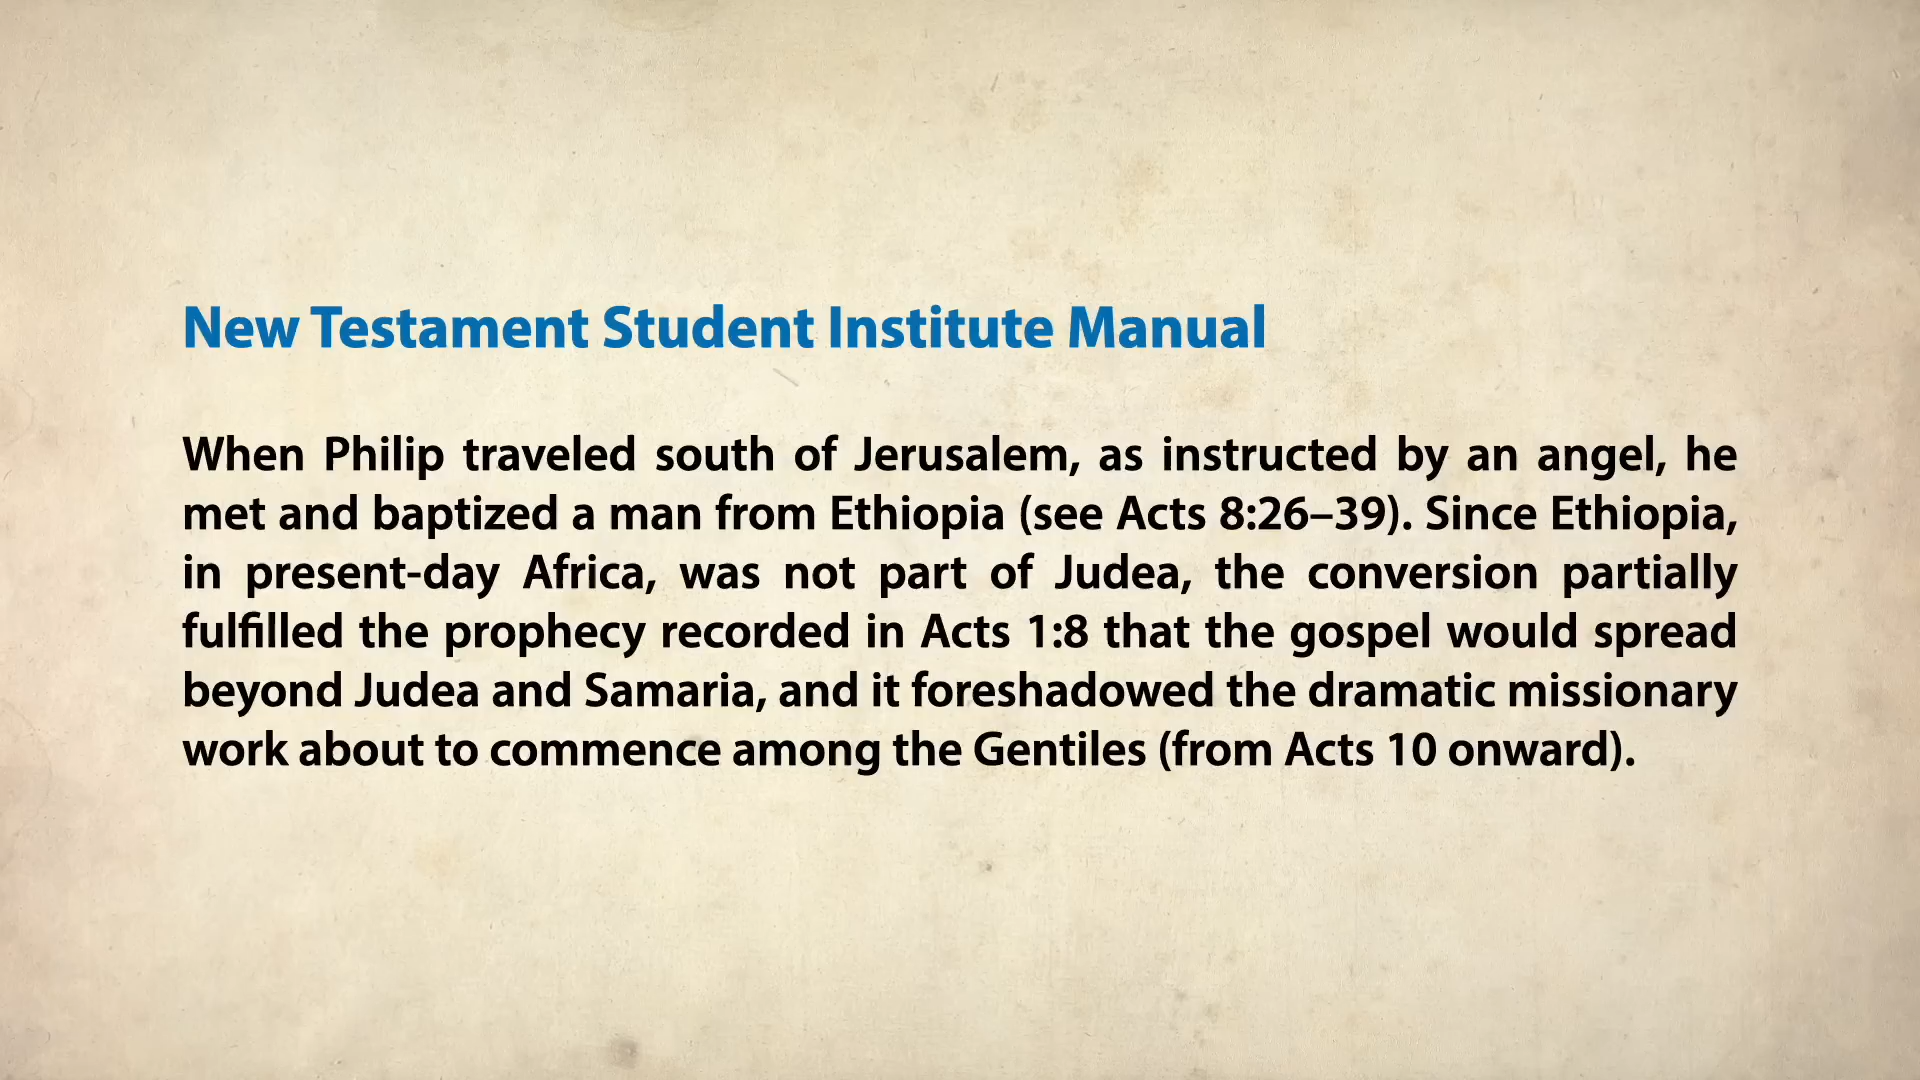 New Testament Student Institute Manual
When Philip traveled south of Jerusalem, as instructed by an angel, he
met and baptized a man from Ethiopia (see Acts 8:26–39). Since Ethiopia,
in present-day Africa, was not part of Judea, the conversion partially
fulfilled the prophecy recorded in Acts 1:8 that the gospel would spread
beyond Judea and Samaria, and it foreshadowed the dramatic missionary
work about to commence among the Gentiles (from Acts 10 onward).